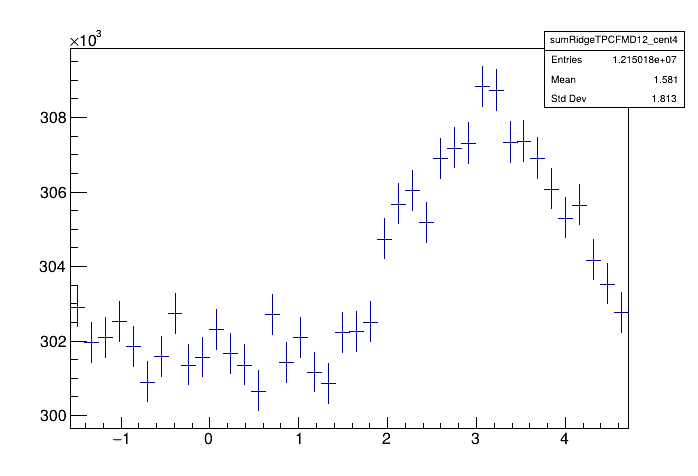 ×10³
sumRidgeTPCFMD12_cent4
Entries 1.215018e+07
Mean 1.581
Std Dev 1.813
308
306
304
302
300
−1 0 1 2 3 4